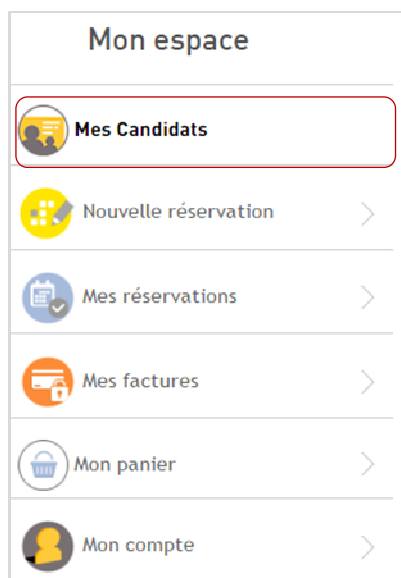 Mon espace
Mes Candidats
Nouvelle réservation
Mes réservations
Mes factures
Mon panier
Mon compte